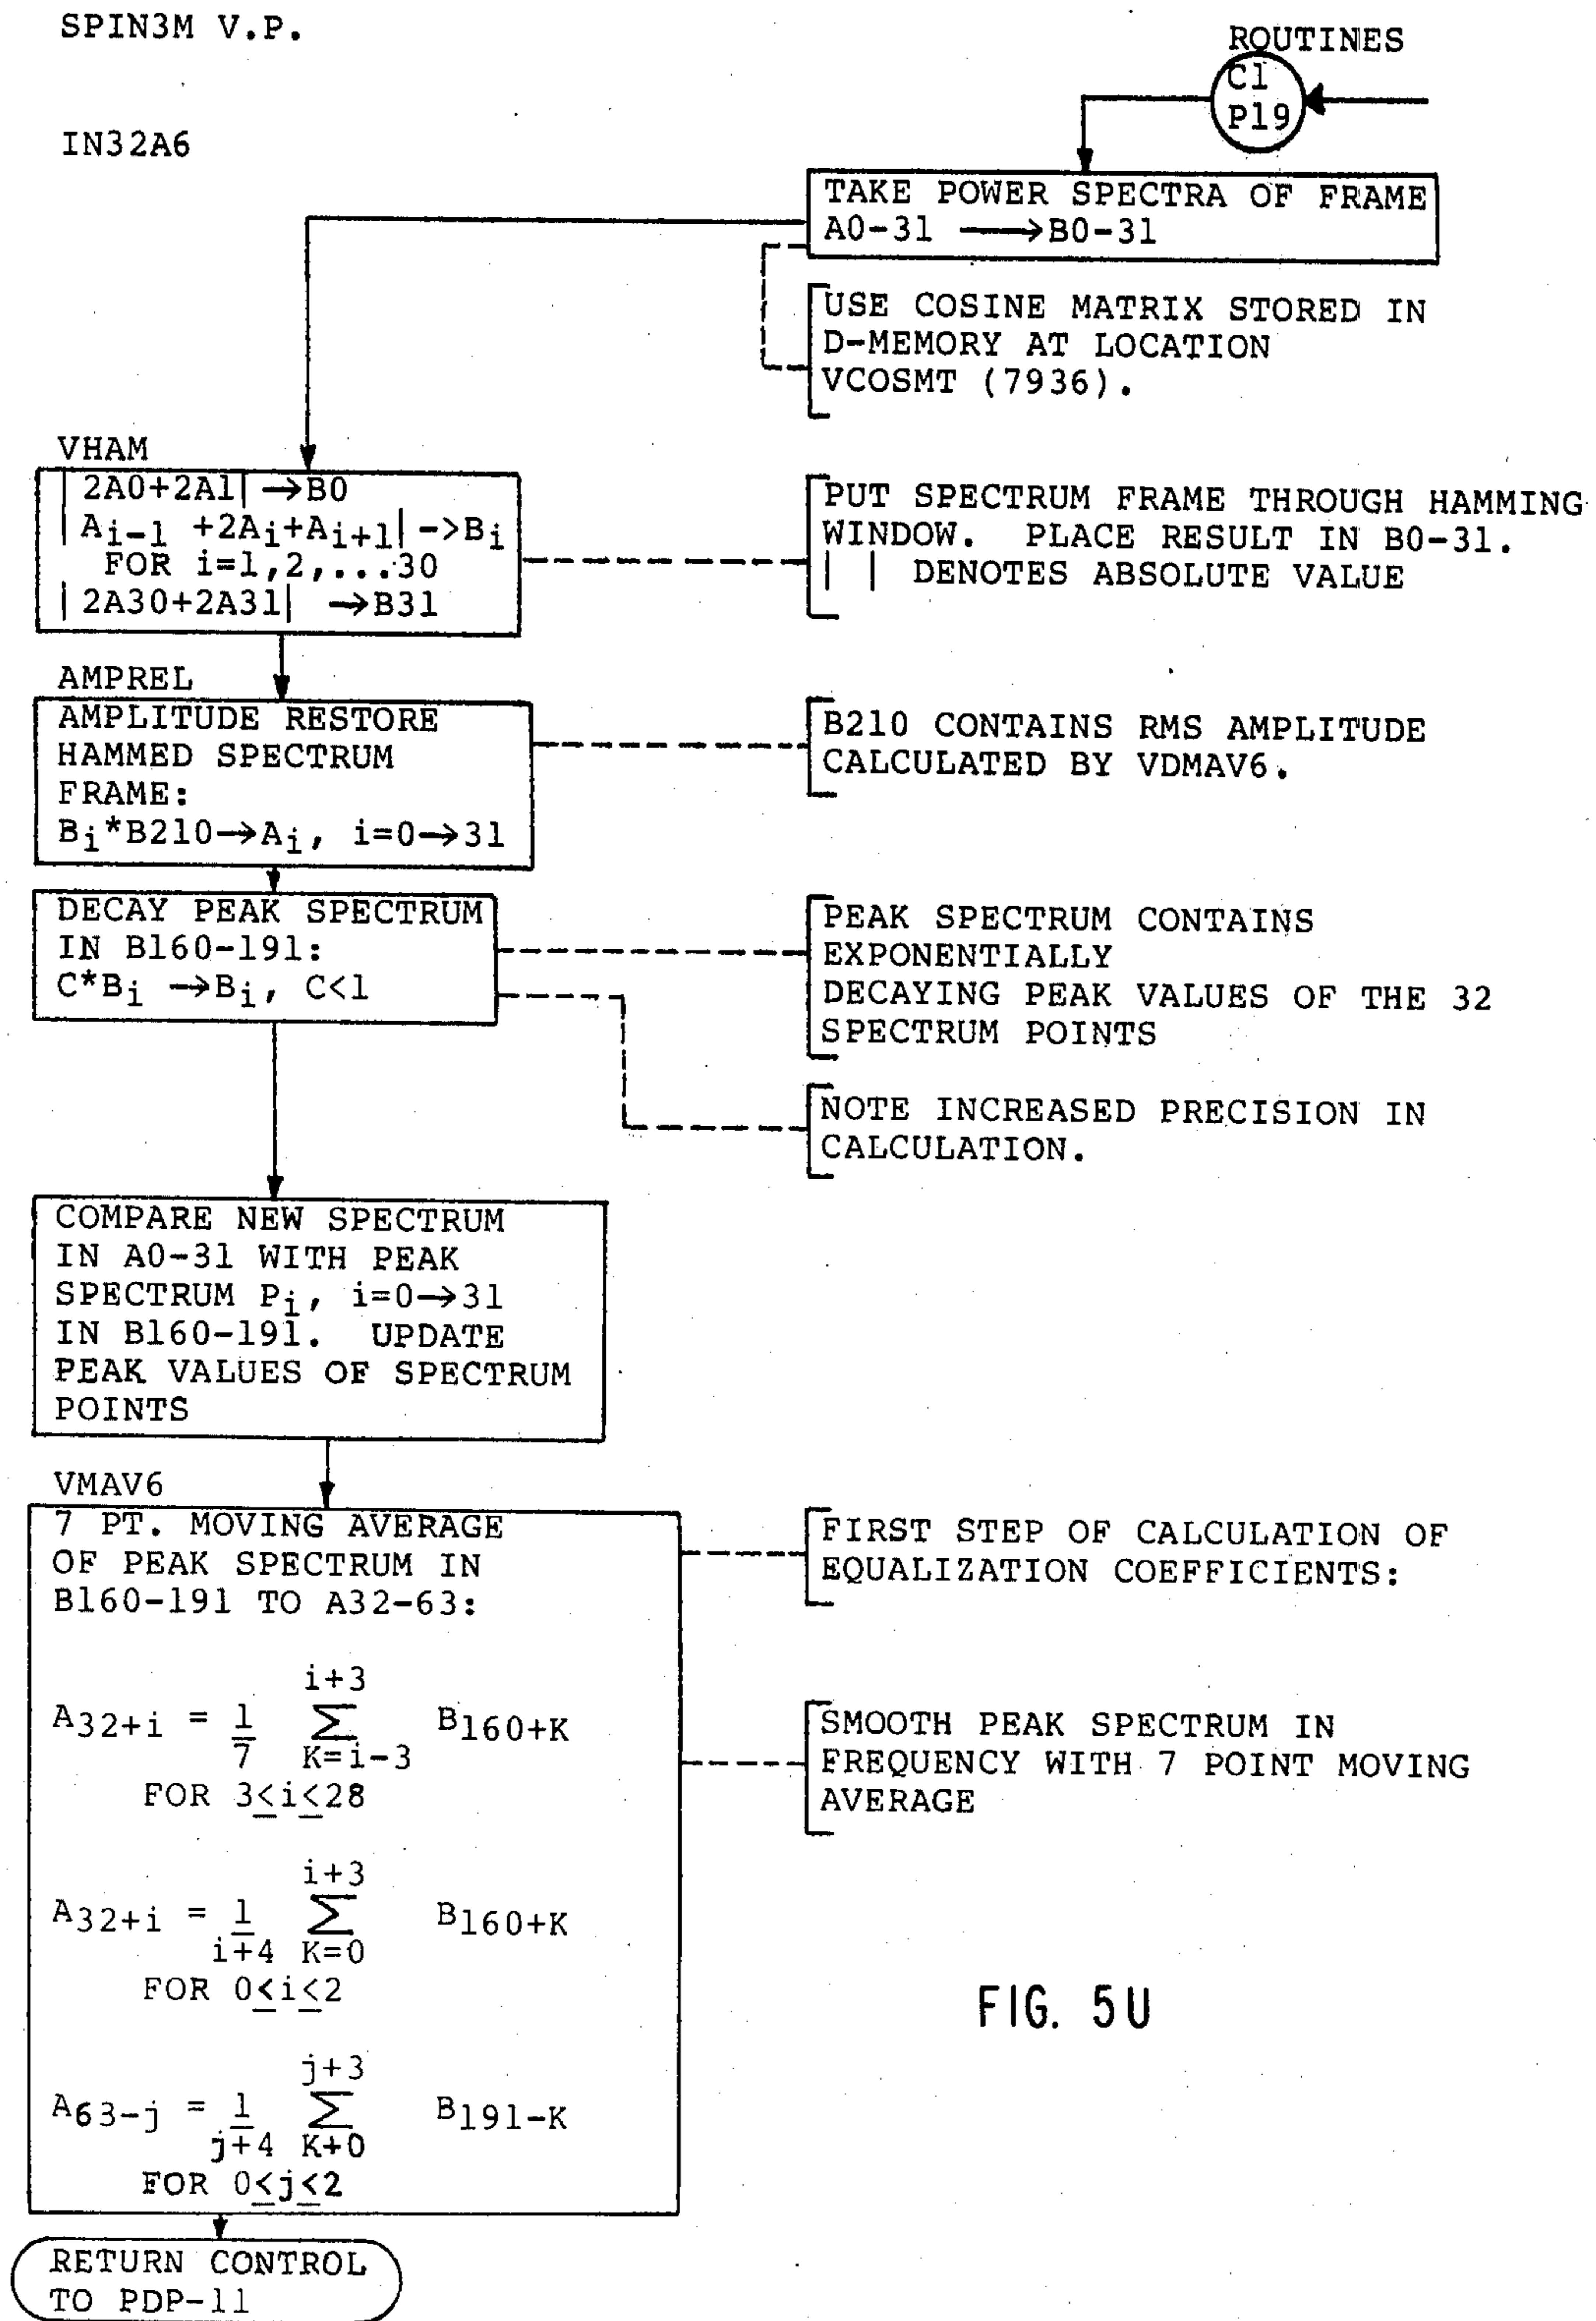 SPIN3M V.P.
ROUTINES
C1
P19
IN32A6
TAKE POWER SPECTRA OF FRAME
A0-31 → B0-31
USE COSINE MATRIX STORED IN
D-MEMORY AT LOCATION
VCOSMT (7936).
VHAM
| 2A0+2A1| →B0
| Ai-1 +2Ai+Ai+1| ->Bi
FOR i=1,2,...30
| 2A30+2A31| →B31
PUT SPECTRUM FRAME THROUGH HAMMING
WINDOW. PLACE RESULT IN B0-31.
| | DENOTES ABSOLUTE VALUE
AMPREL
AMPLITUDE RESTORE
HAMMED SPECTRUM
FRAME:
Bi*B210→Ai, i=0→31
B210 CONTAINS RMS AMPLITUDE
CALCULATED BY VDMAV6.
DECAY PEAK SPECTRUM
IN B160-191:
C*Bi →Bi, C<1
PEAK SPECTRUM CONTAINS
EXPONENTIALLY
DECAYING PEAK VALUES OF THE 32
SPECTRUM POINTS
NOTE INCREASED PRECISION IN
CALCULATION.
COMPARE NEW SPECTRUM
IN A0-31 WITH PEAK
SPECTRUM Pi, i=0→31
IN B160-191. UPDATE
PEAK VALUES OF SPECTRUM
POINTS
VMAV6
7 PT. MOVING AVERAGE
OF PEAK SPECTRUM IN
B160-191 TO A32-63:
FIRST STEP OF CALCULATION OF
EQUALIZATION COEFFICIENTS:
i+3
A32+i = 1/7 Σ B160+K
K=i-3
FOR 3≤i≤28
SMOOTH PEAK SPECTRUM IN
FREQUENCY WITH 7 POINT MOVING
AVERAGE
i+3
A32+i = 1/i+4 Σ B160+K
K=0
FOR 0≤i≤2
j+3
A63-j = 1/j+4 Σ B191-K
K+0
FOR 0≤j≤2
RETURN CONTROL
TO PDP-11
FIG. 5U